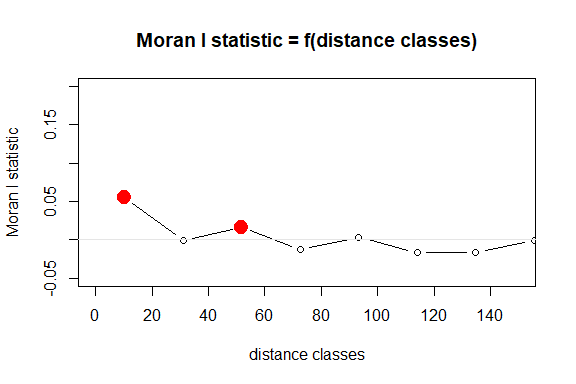 Moran I statistic = f(distance classes)
Moran I statistic
0.15
0.05
-0.05
0 20 40 60 80 100 120 140
distance classes